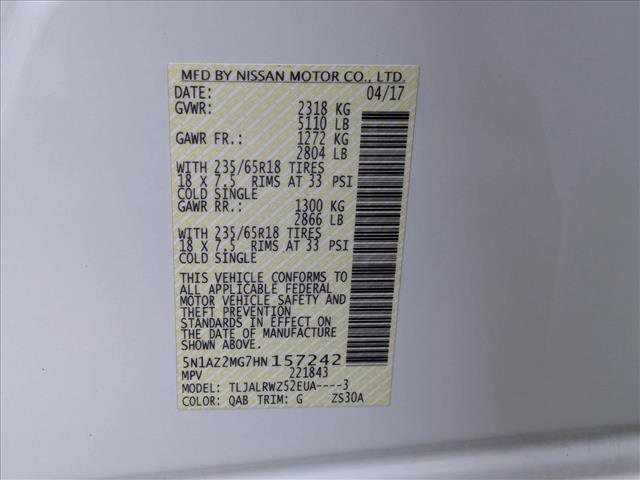 MFD BY NISSAN MOTOR CO., LTD.
DATE: 04/17
GVWR: 2318 KG
5110 LB
GAWR FR.: 1272 KG
2804 LB
WITH 235/65R18 TIRES
18 X 7.5 RIMS AT 33 PSI
COLD SINGLE
GAWR RR.: 1300 KG
2866 LB
WITH 235/65R18 TIRES
18 X 7.5 RIMS AT 33 PSI
COLD SINGLE
THIS VEHICLE CONFORMS TO
ALL APPLICABLE FEDERAL
MOTOR VEHICLE SAFETY AND
THEFT PREVENTION
STANDARDS IN EFFECT ON
THE DATE OF MANUFACTURE
SHOWN ABOVE.
5N1AZ2MG7HN 157242
MPV 221843
MODEL: TLJALRWZ52EUA----3
COLOR: QAB TRIM: G ZS30A